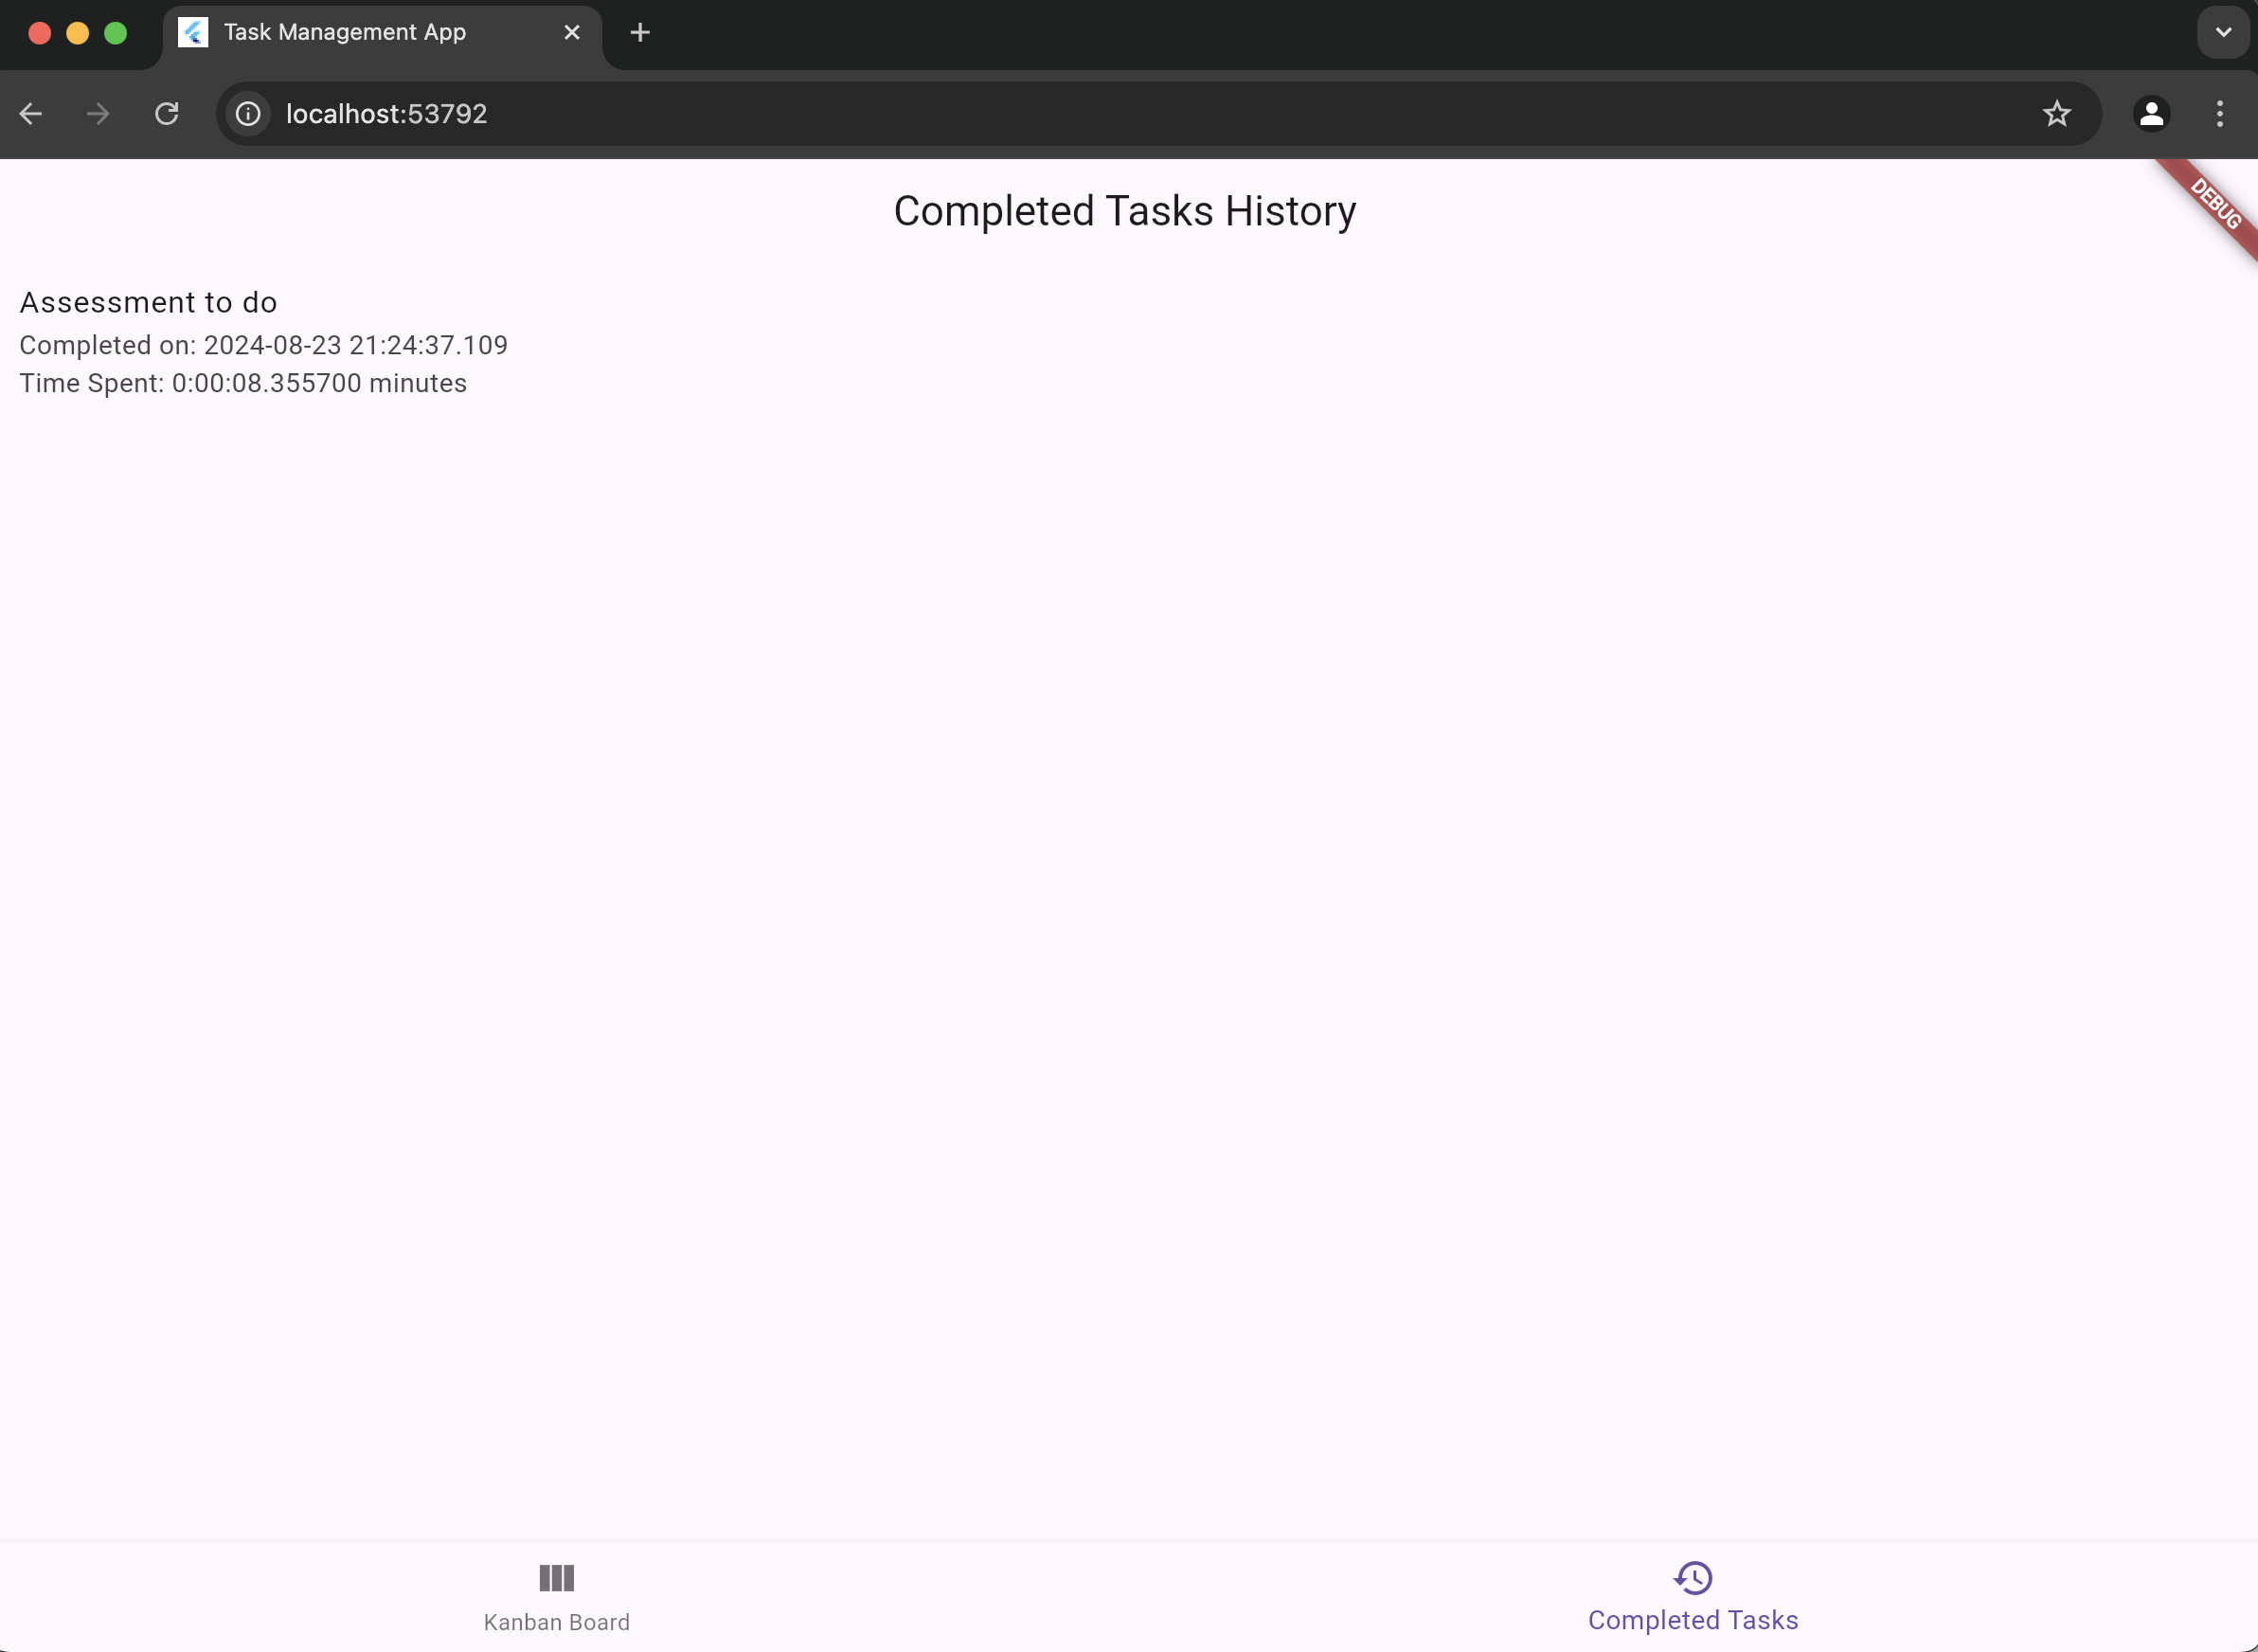 Task Management App
localhost:53792
DEBUG
Completed Tasks History
Assessment to do
Completed on: 2024-08-23 21:24:37.109
Time Spent: 0:00:08.355700 minutes
Kanban Board
Completed Tasks